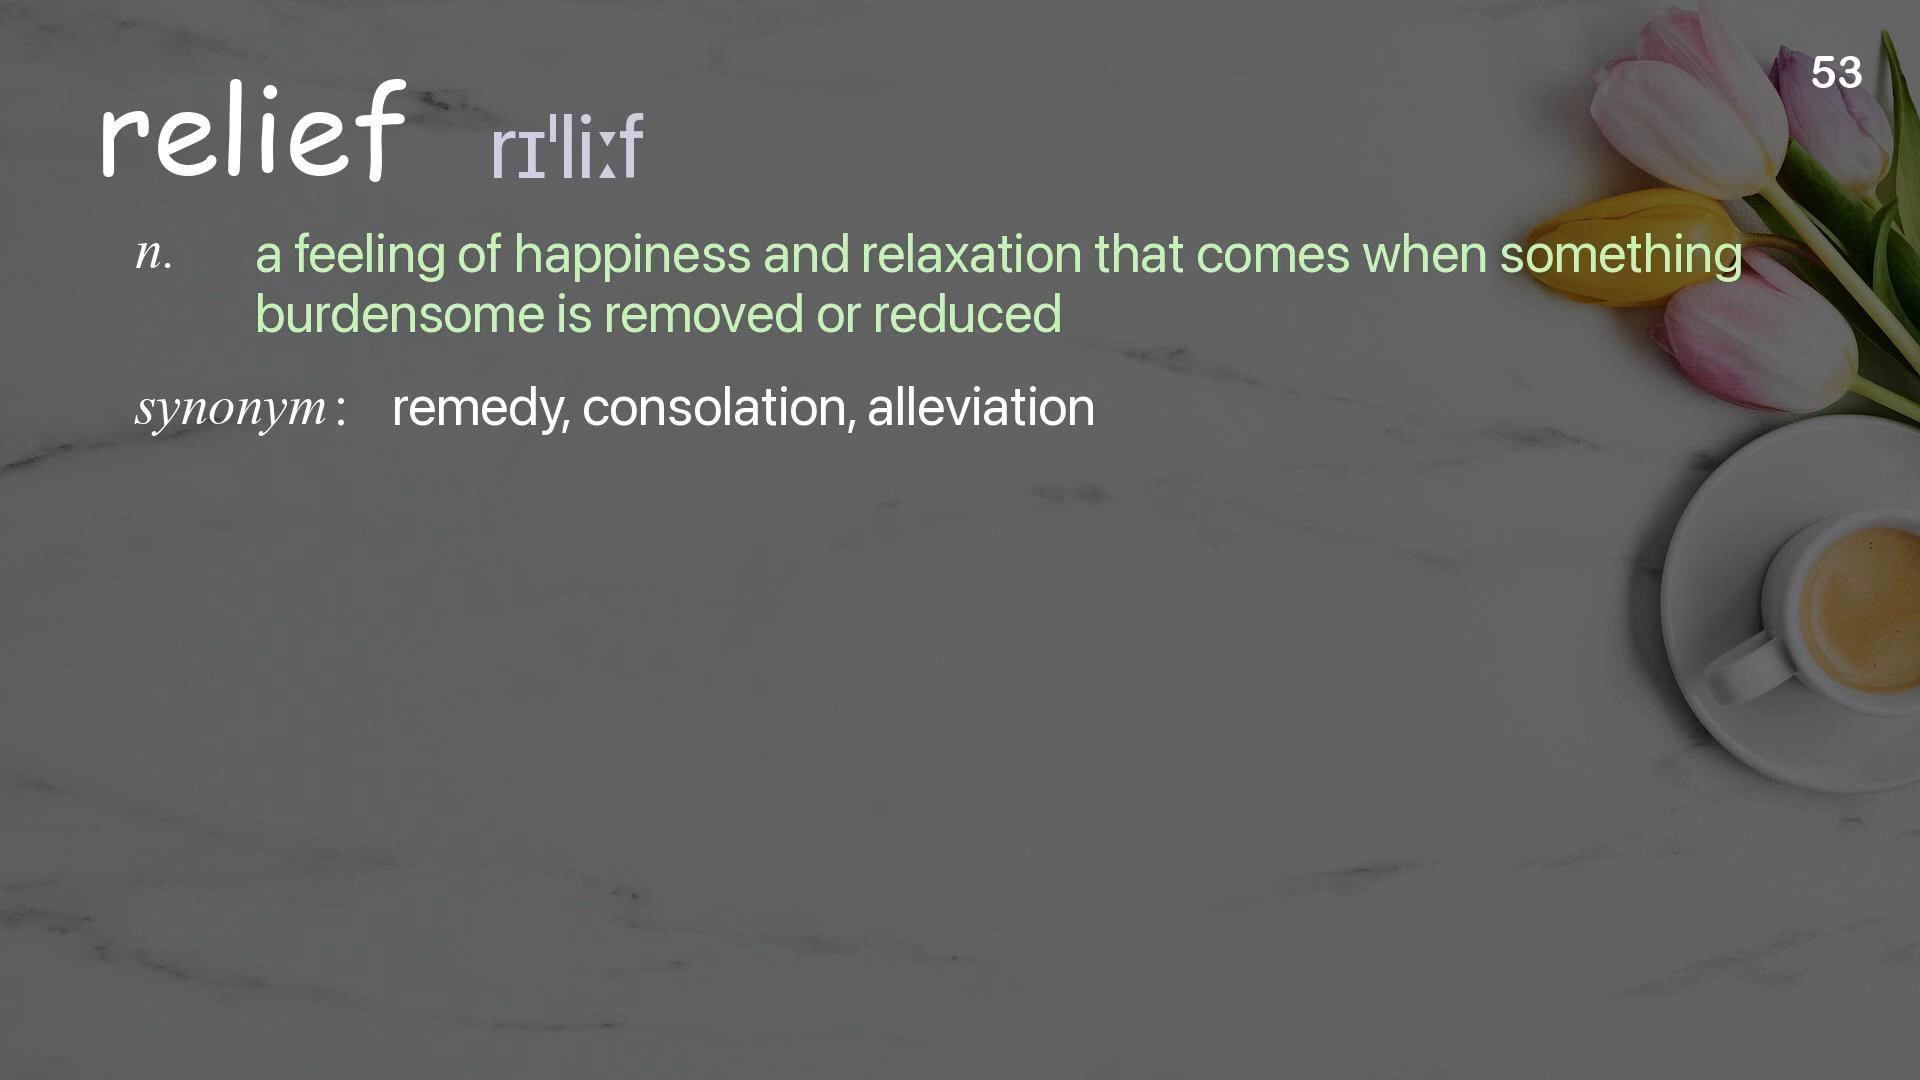 53
relief rɪˈliːf
n. a feeling of happiness and relaxation that comes when something
burdensome is removed or reduced
synonym: remedy, consolation, alleviation